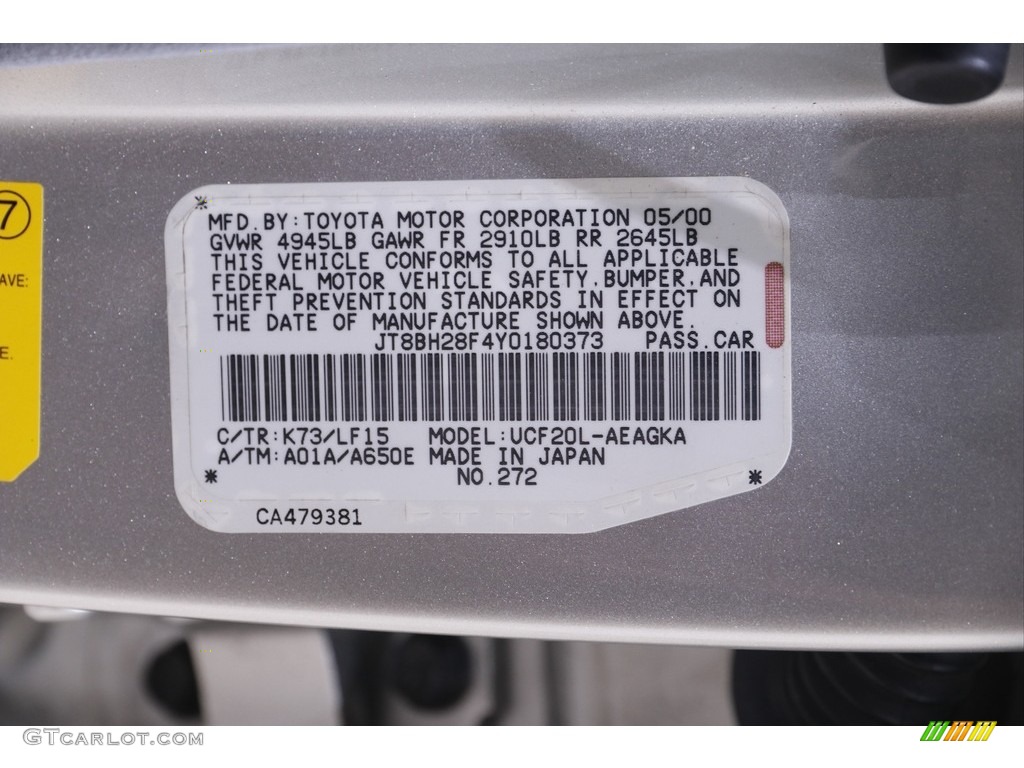 7
AVE:
E.
MFD.BY:TOYOTA MOTOR CORPORATION 05/00
GVWR 4945LB GAWR FR 2910LB RR 2645LB
THIS VEHICLE CONFORMS TO ALL APPLICABLE
FEDERAL MOTOR VEHICLE SAFETY.BUMPER.AND
THEFT PREVENTION STANDARDS IN EFFECT ON
THE DATE OF MANUFACTURE SHOWN ABOVE.
JT8BH28F4Y0180373 PASS.CAR
C/TR:K73/LF15 MODEL:UCF20L-AEAGKA
A/TM:A01A/A650E MADE IN JAPAN
NO.272
CA479381
GTCarLot.com